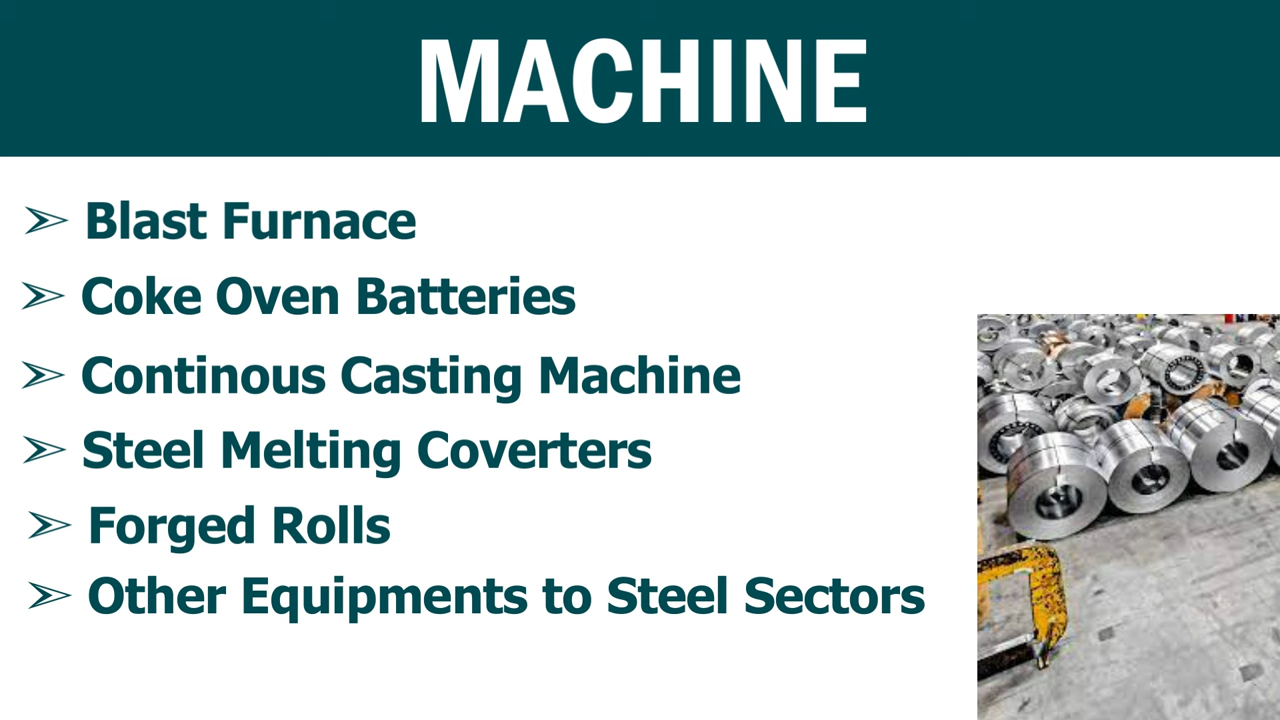 MACHINE
➢ Blast Furnace
➢ Coke Oven Batteries
➢ Continous Casting Machine
➢ Steel Melting Coverters
➢ Forged Rolls
➢ Other Equipments to Steel Sectors